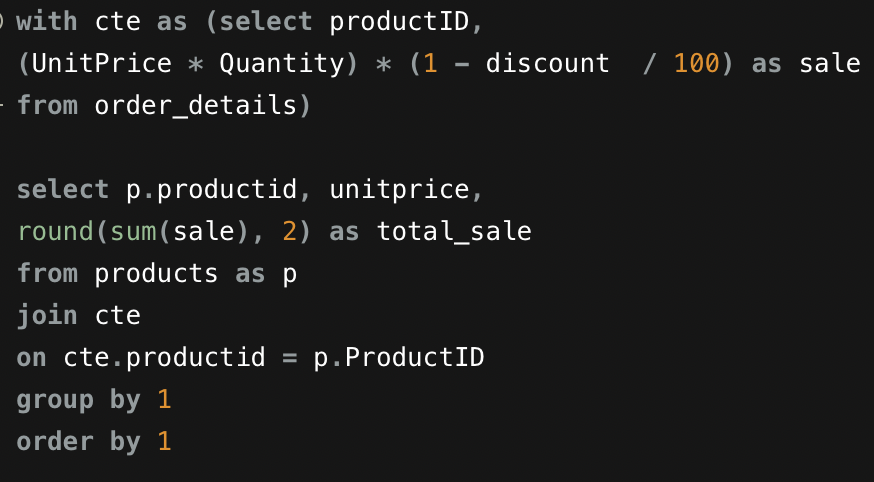 with cte as (select productID,
(UnitPrice * Quantity) * (1 - discount  / 100) as sale
from order_details)

select p.productid, unitprice,
round(sum(sale), 2) as total_sale
from products as p
join cte
on cte.productid = p.ProductID
group by 1
order by 1